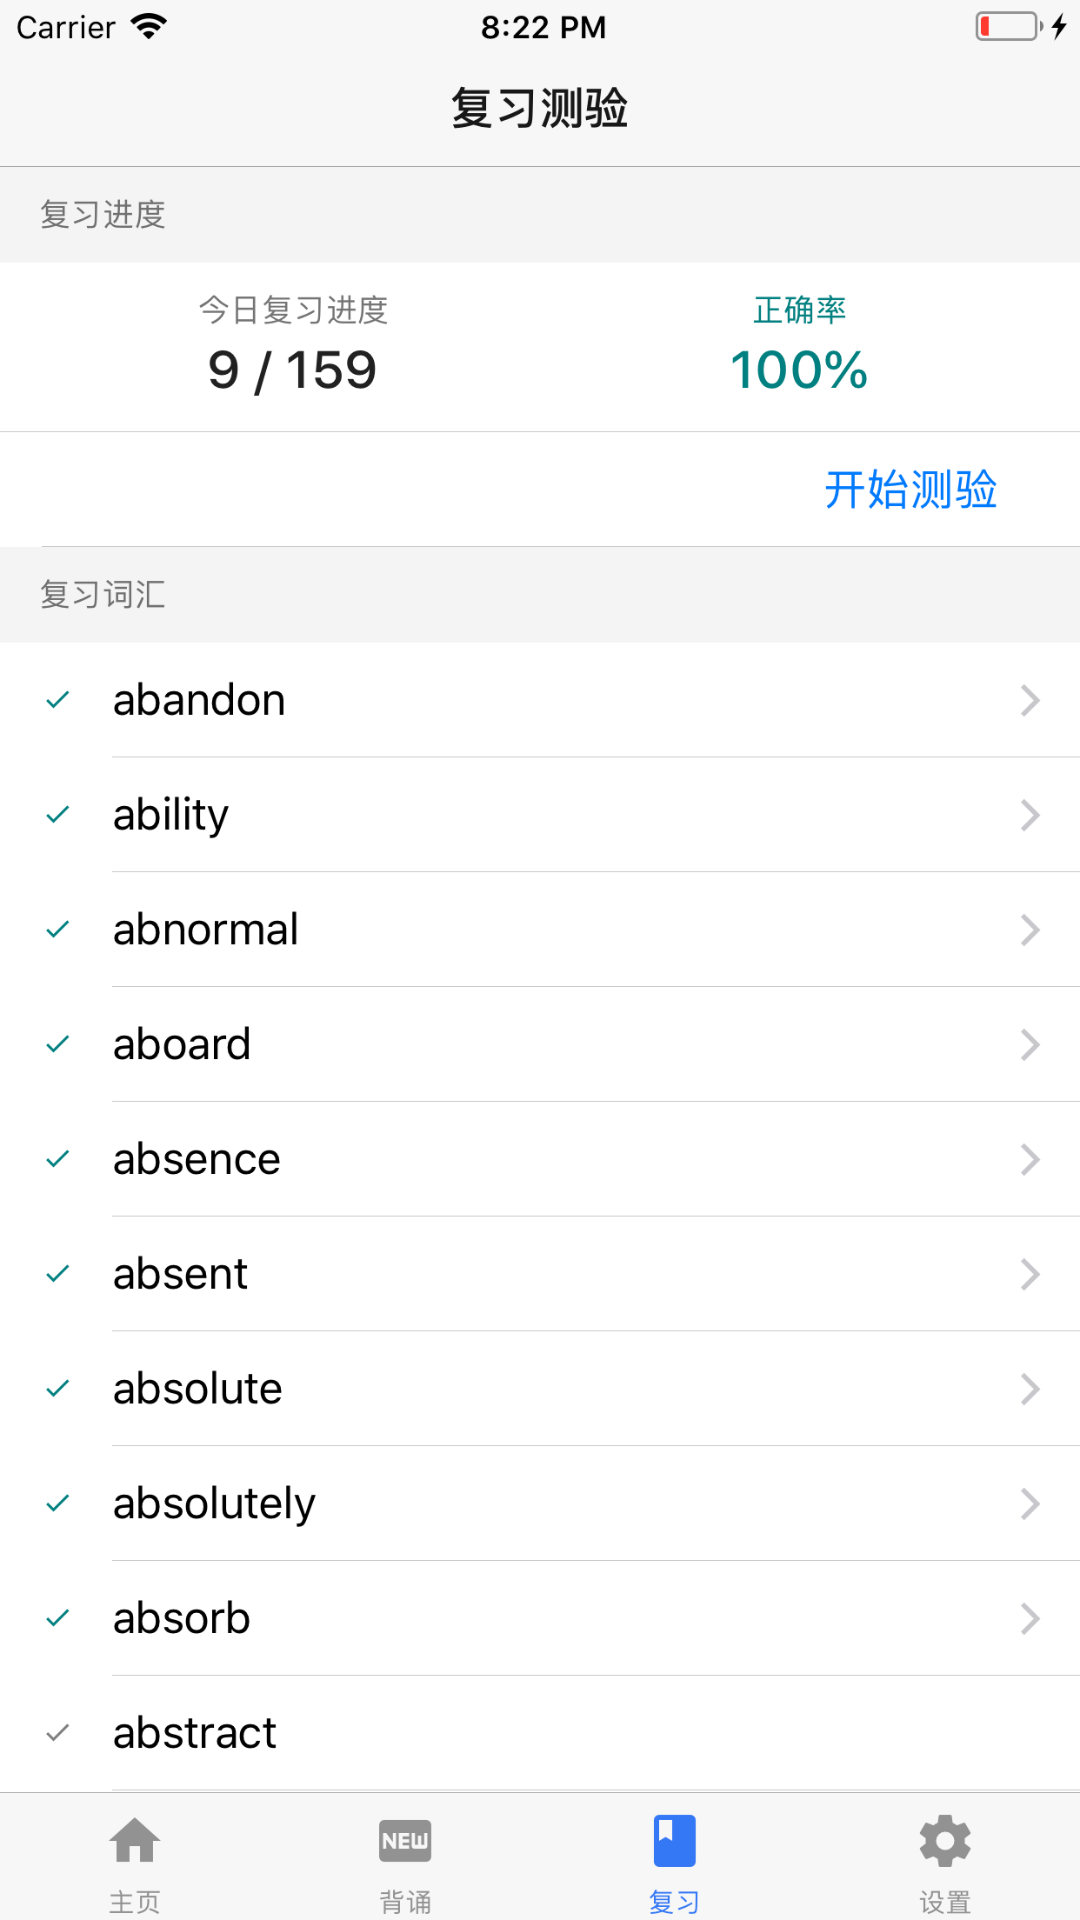 Carrier 8:22 PM
复习测验
复习进度
今日复习进度 正确率
9 / 159 100%
开始测验
复习词汇
abandon
ability
abnormal
aboard
absence
absent
absolute
absolutely
absorb
abstract
NEW
主页 背诵 复习 设置